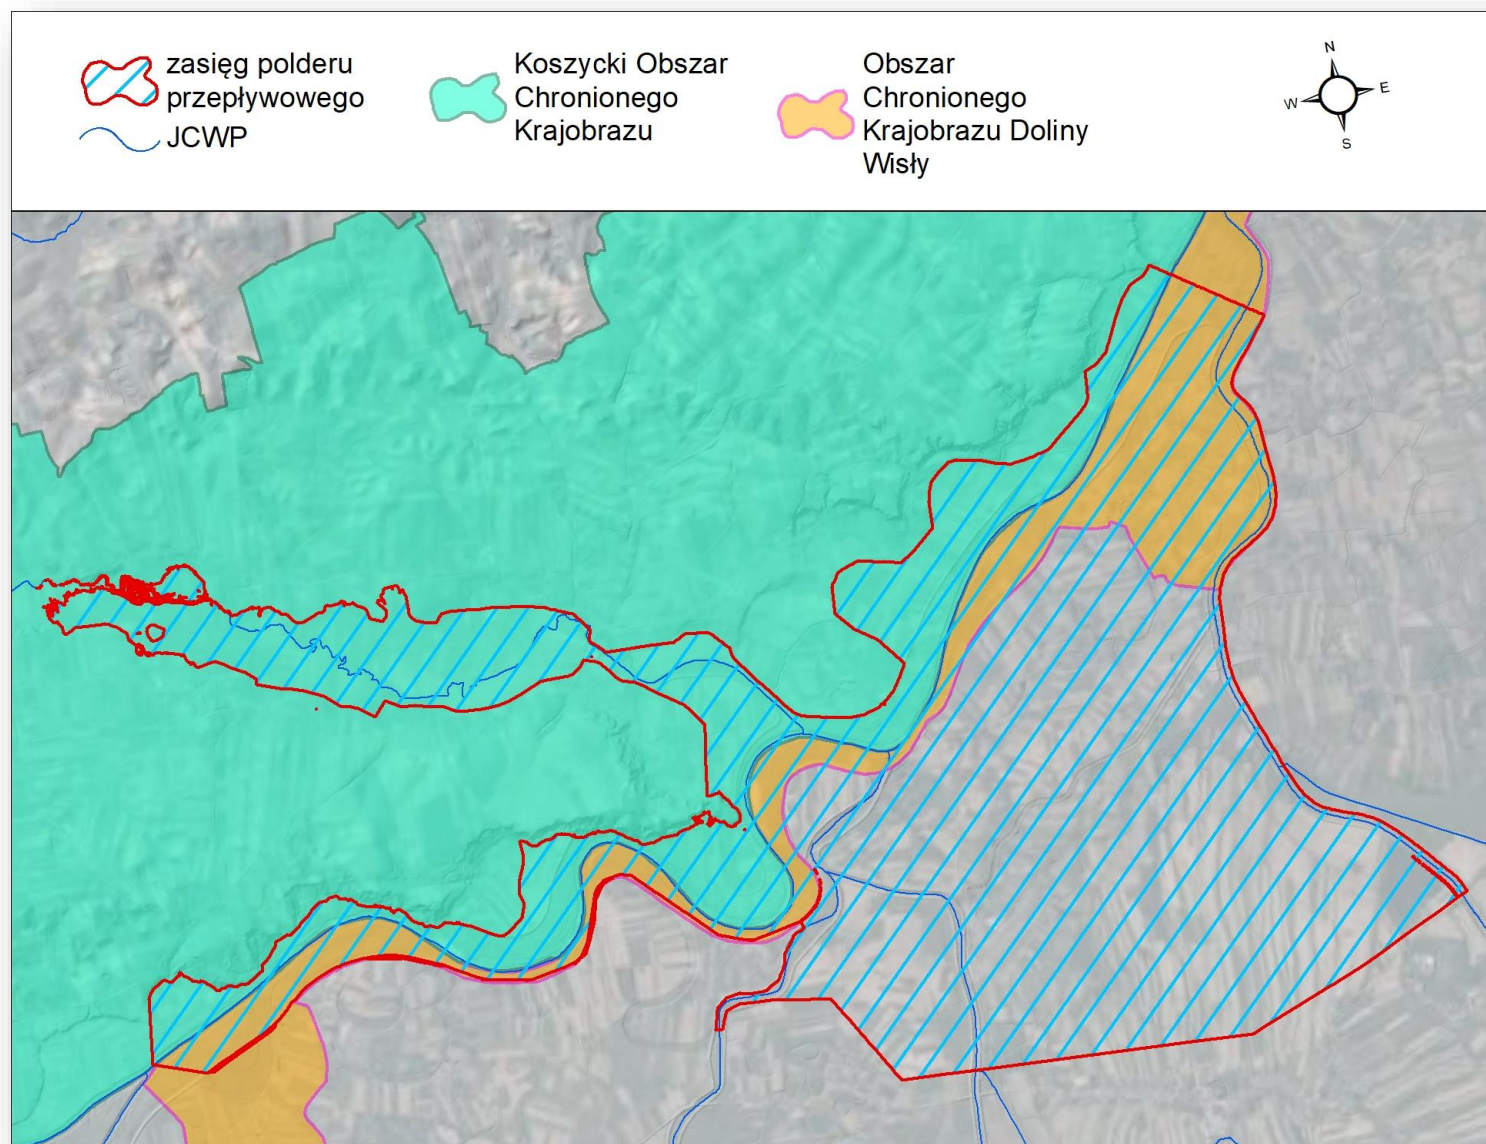 zasięg polderu
przepływowego
JCWP
Koszycki Obszar
Chronionego
Krajobrazu
Obszar
Chronionego
Krajobrazu Doliny
Wisły
N
W
E
S